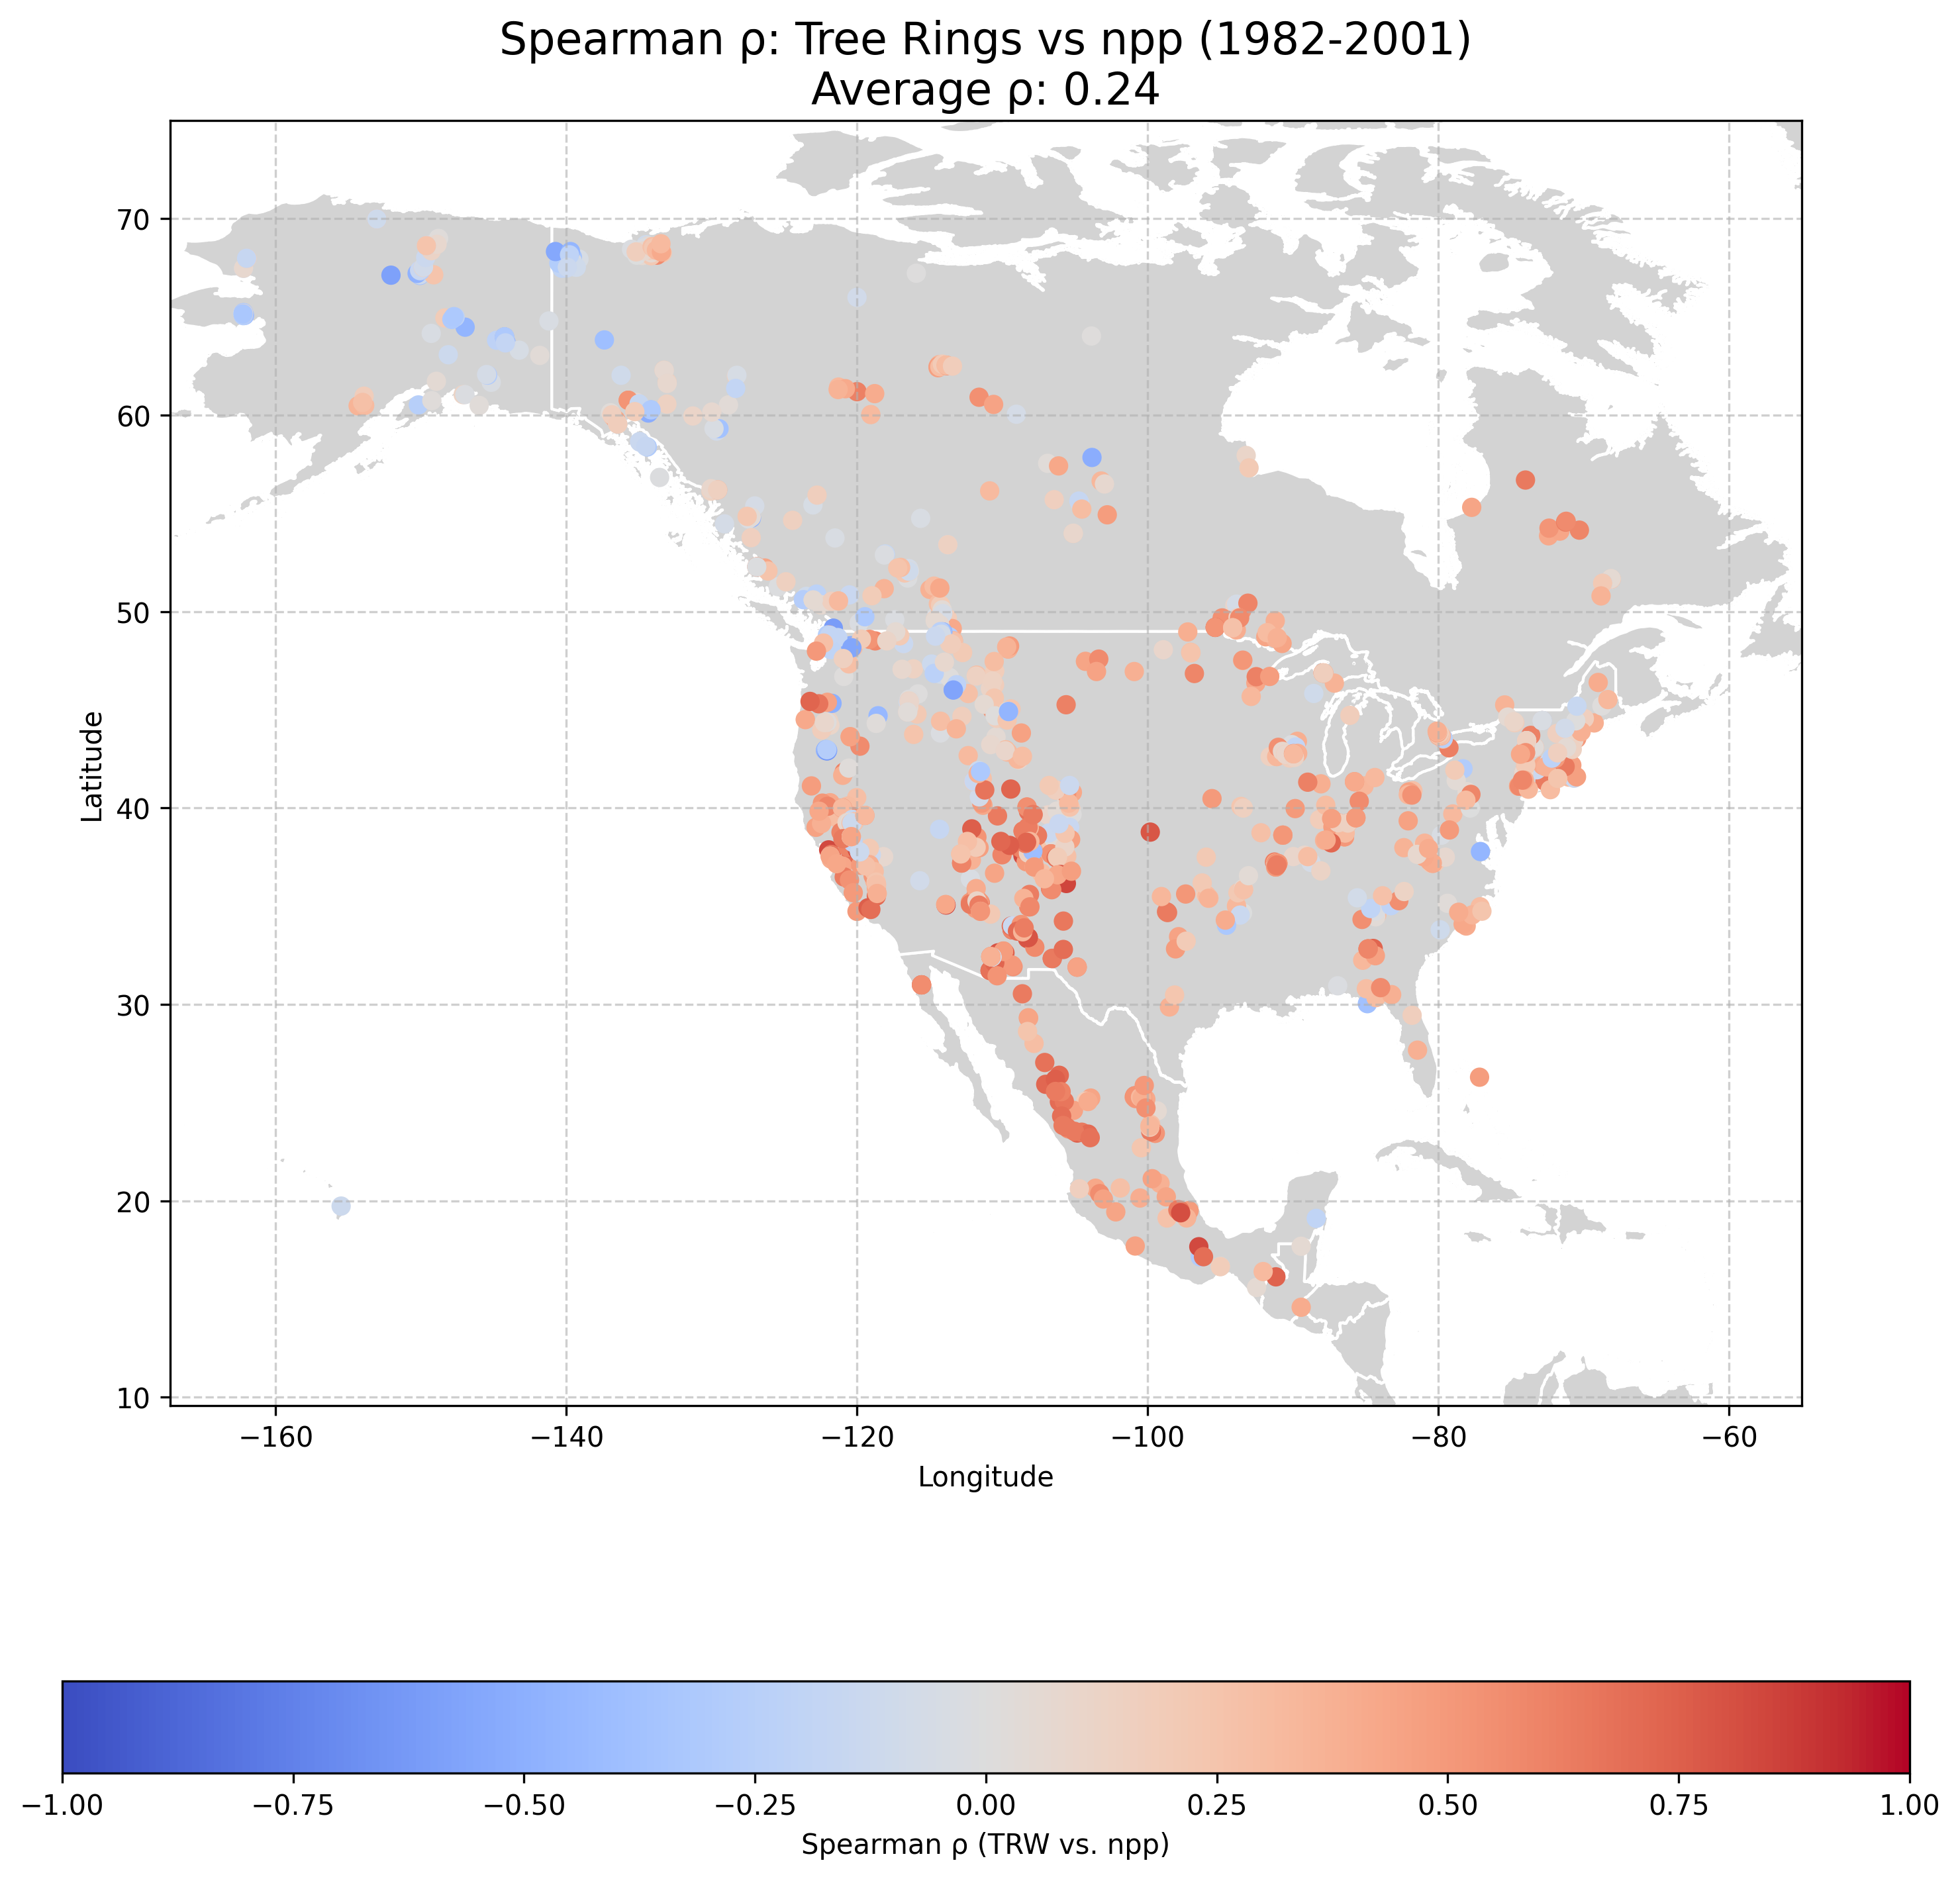 Spearman ρ: Tree Rings vs npp (1982-2001)
Average ρ: 0.24
70
60
50
40
30
20
10
Latitude
−160 −140 −120 −100 −80 −60
Longitude
−1.00 −0.75 −0.50 −0.25 0.00 0.25 0.50 0.75 1.00
Spearman ρ (TRW vs. npp)